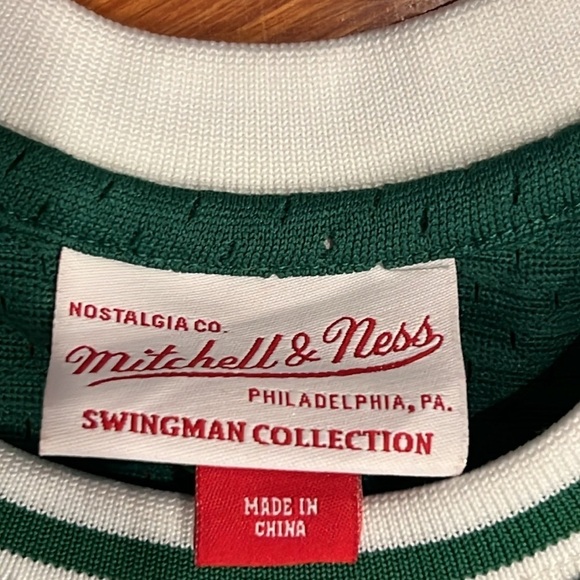 NOSTALGIA CO.
Mitchell & Ness
PHILADELPHIA, PA.
SWINGMAN COLLECTION
MADE IN
CHINA